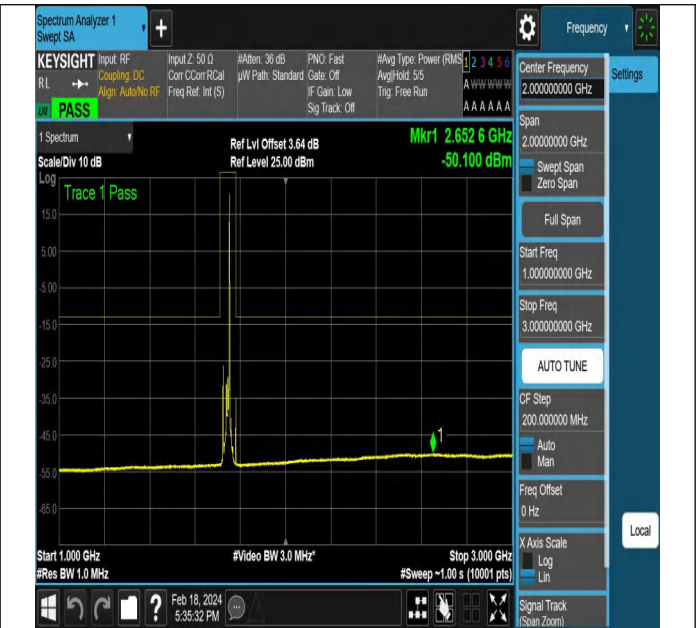 Spectrum Analyzer 1
Swept SA
Frequency
KEYSIGHT
RL
LXI
PASS
Input: RF
Coupling: DC
Align: Auto/No RF
Input Z: 50 Ω
Corr CCorr RCal
Freq Ref: Int (S)
#Atten: 36 dB
µW Path: Standard
PNO: Fast
Gate: Off
IF Gain: Low
Sig Track: Off
#Avg Type: Power (RMS
Avg|Hold: 5/5
Trig: Free Run
1 2 3 4 5 6
A W W W W W
A A A A A A
1 Spectrum
Scale/Div 10 dB
Log
Ref Lvl Offset 3.64 dB
Ref Level 25.00 dBm
Mkr1 2.652 6 GHz
-50.100 dBm
Trace 1 Pass
15.0
5.00
-5.00
-15.0
-25.0
-35.0
-45.0
-55.0
-65.0
1
Start 1.000 GHz
#Res BW 1.0 MHz
#Video BW 3.0 MHz*
Stop 3.000 GHz
#Sweep ~1.00 s (10001 pts)
Center Frequency
2.000000000 GHz
Settings
Span
2.00000000 GHz
Swept Span
Zero Span
Full Span
Start Freq
1.000000000 GHz
Stop Freq
3.000000000 GHz
AUTO TUNE
CF Step
200.000000 MHz
Auto
Man
Freq Offset
0 Hz
X Axis Scale
Log
Lin
Local
Signal Track
(Span Zoom)
?
Feb 18, 2024
5:35:32 PM